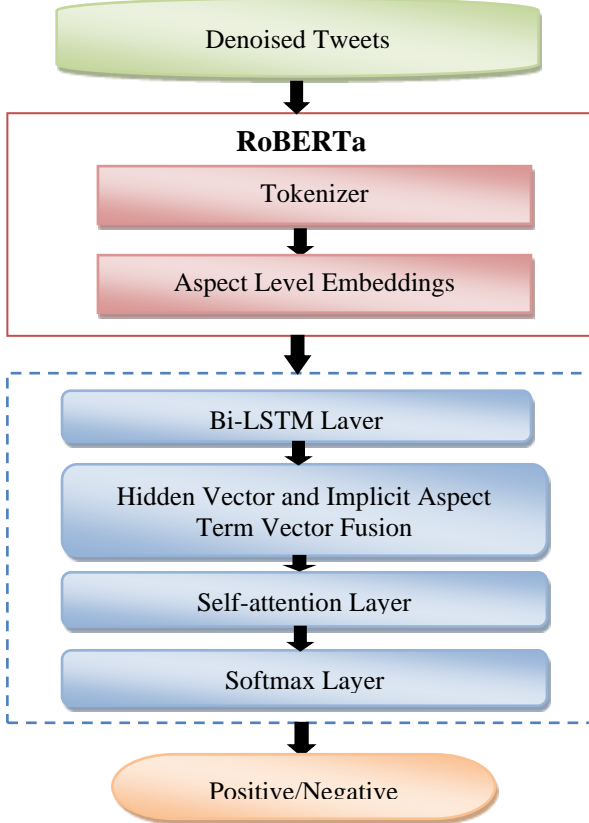 Denoised Tweets
RoBERTa
Tokenizer
Aspect Level Embeddings
Bi-LSTM Layer
Hidden Vector and Implicit Aspect
Term Vector Fusion
Self-attention Layer
Softmax Layer
Positive/Negative